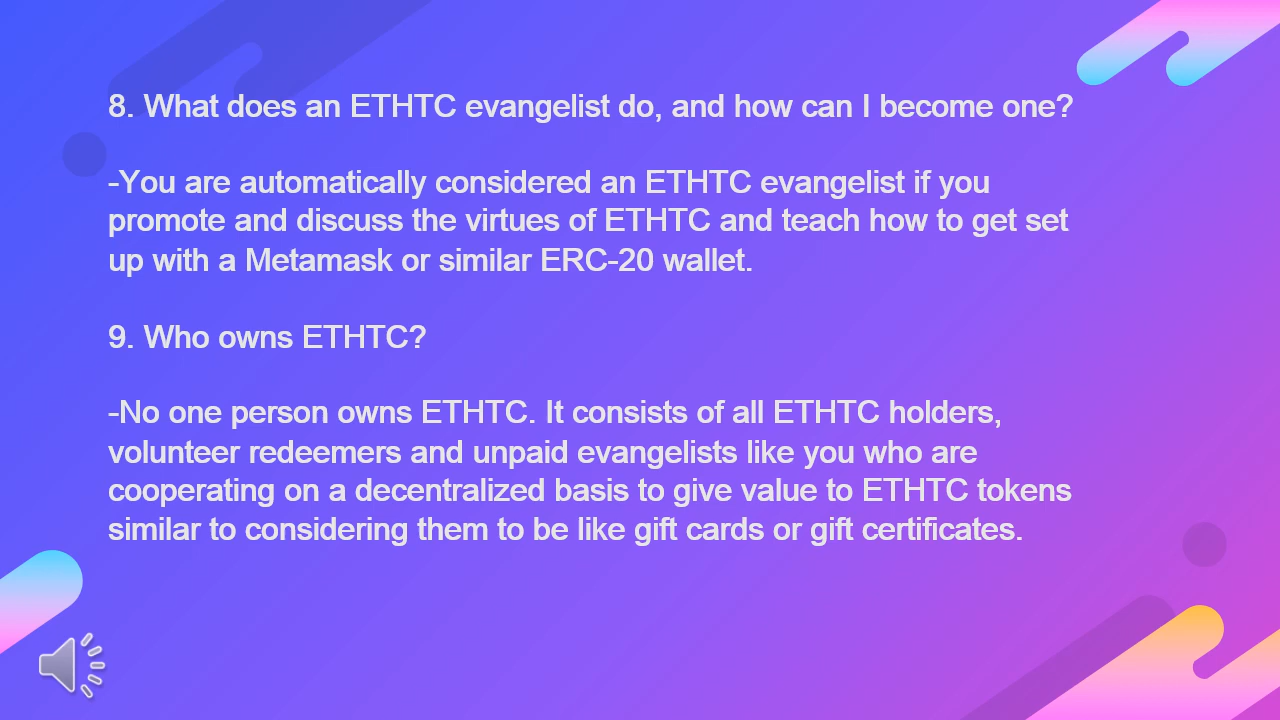 8. What does an ETHTC evangelist do, and how can I become one?
-You are automatically considered an ETHTC evangelist if you
promote and discuss the virtues of ETHTC and teach how to get set
up with a Metamask or similar ERC-20 wallet.
9. Who owns ETHTC?
-No one person owns ETHTC. It consists of all ETHTC holders,
volunteer redeemers and unpaid evangelists like you who are
cooperating on a decentralized basis to give value to ETHTC tokens
similar to considering them to be like gift cards or gift certificates.